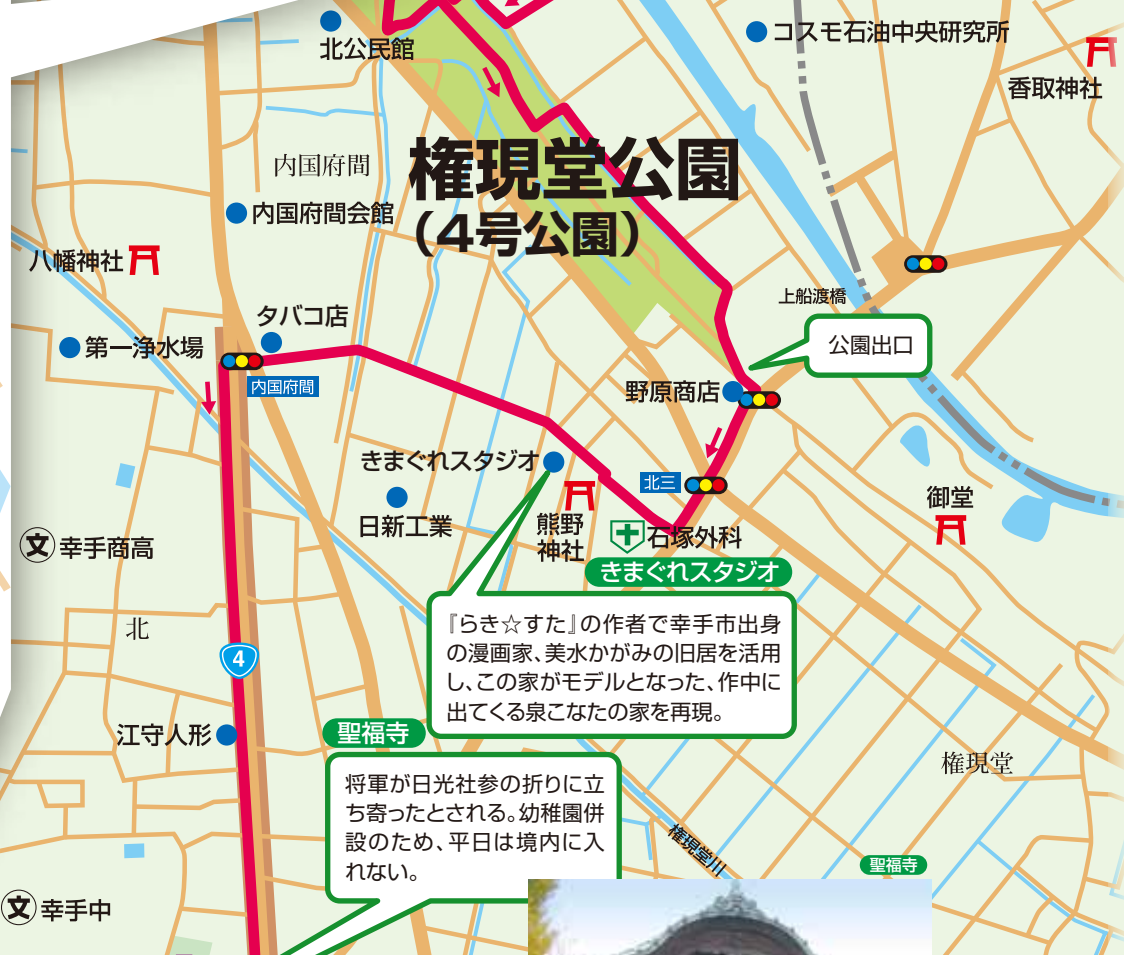 北公民館
コスモ石油中央研究所
香取神社
内国府間
権現堂公園
（4号公園）
内国府間会館
八幡神社
上船渡橋
タバコ店
第一浄水場
公園出口
内国府間
野原商店
きまぐれスタジオ
北三
日新工業
熊野
神社
石塚外科
御堂
文 幸手商高
きまぐれスタジオ
『らき☆すた』の作者で幸手市出身
の漫画家、美水かがみの旧居を活用
し、この家がモデルとなった、作中に
出てくる泉こなたの家を再現。
北
4
江守人形
聖福寺
将軍が日光社参の折りに立
ち寄ったとされる。幼稚園併
設のため、平日は境内に入
れない。
権現堂
権現堂川
聖福寺
文 幸手中